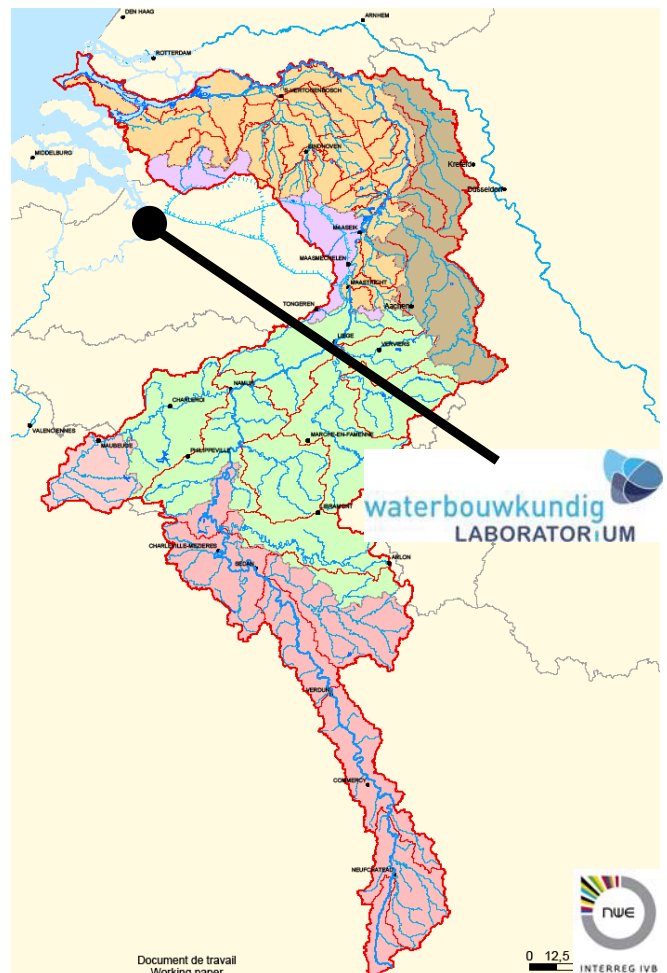 DEN HAAG
ARNHEM
ROTTERDAM
'S-HERTOGENBOSCH
MIDDELBURG
EINDHOVEN
Krefeld
Düsseldorf
MAASEIK
MAASMECHELEN
MAASTRICHT
TONGEREN
Aachen
LIEGE
VERVIERS
NAMUR
CHARLEROI
VALENCIENNES
MAUBEUGE
MARCHE-EN-FAMENNE
PHILIPPEVILLE
waterbouwkundig
LABORATORIUM
LIBRAMONT
CHARLEVILLE-MEZIERES
SEDAN
ARLON
VERDUN
COMMERCY
NEUFCHATEAU
nwe
INTERREG IVB
Document de travail
Working paper
0 12,5